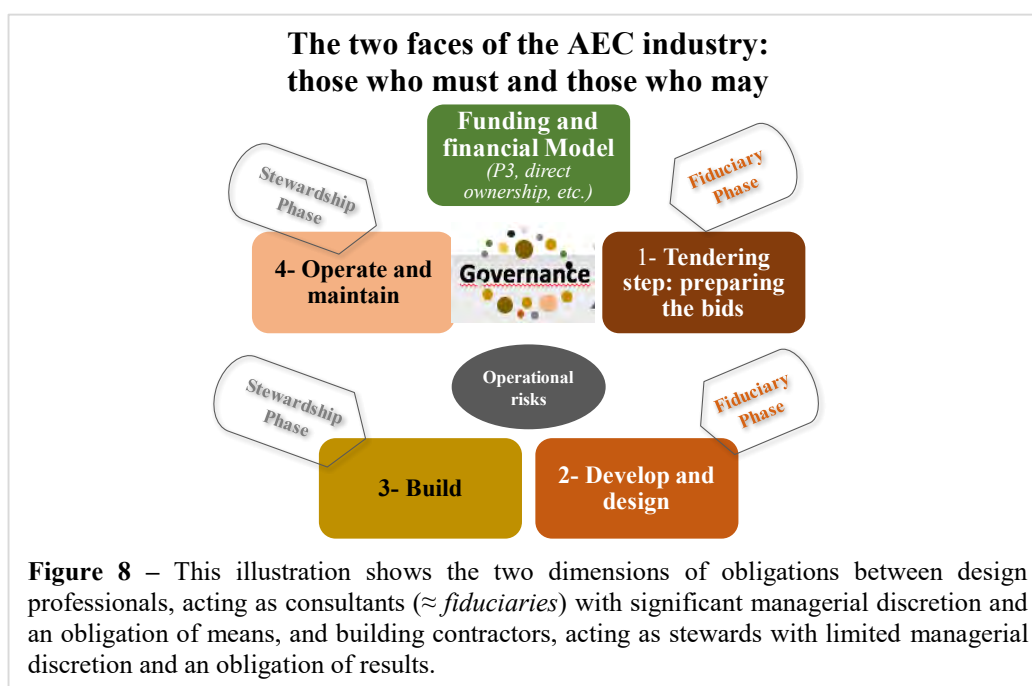 The two faces of the AEC industry:
those who must and those who may
Funding and
financial Model
(P3, direct
ownership, etc.)
Stewardship
Phase
Fiduciary
Phase
4- Operate and
maintain
Governance
1- Tendering
step: preparing
the bids
Operational
risks
Stewardship
Phase
Fiduciary
Phase
3- Build
2- Develop and
design
Figure 8 – This illustration shows the two dimensions of obligations between design
professionals, acting as consultants (≈ fiduciaries) with significant managerial discretion and
an obligation of means, and building contractors, acting as stewards with limited managerial
discretion and an obligation of results.